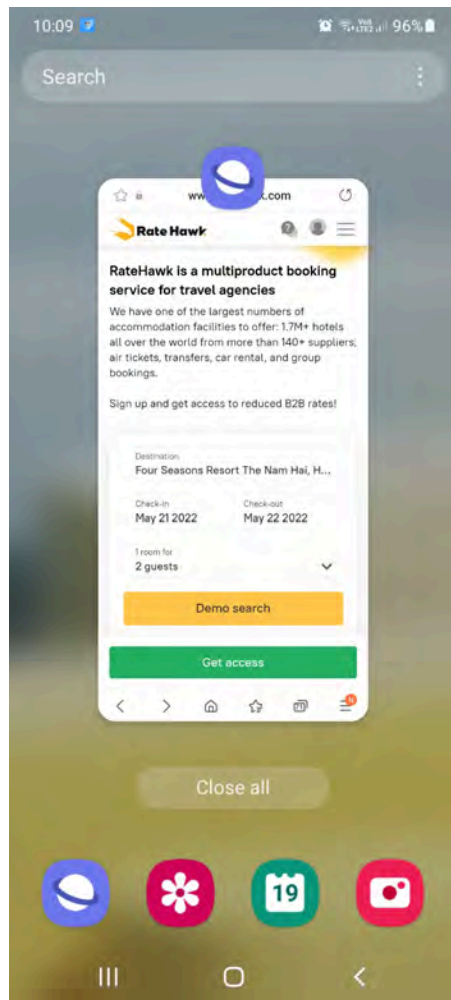 10:09
96%
Search
www
.com
RateHawk
RateHawk is a multiproduct booking
service for travel agencies
We have one of the largest numbers of
accommodation facilities to offer: 1.7M+ hotels
all over the world from more than 140+ suppliers,
air tickets, transfers, car rental, and group
bookings.
Sign up and get access to reduced B2B rates!
Destination
Four Seasons Resort The Nam Hai, H...
Check-in
Check-out
May 21 2022
May 22 2022
1 room for
2 guests
Demo search
Get access
N
Close all
19